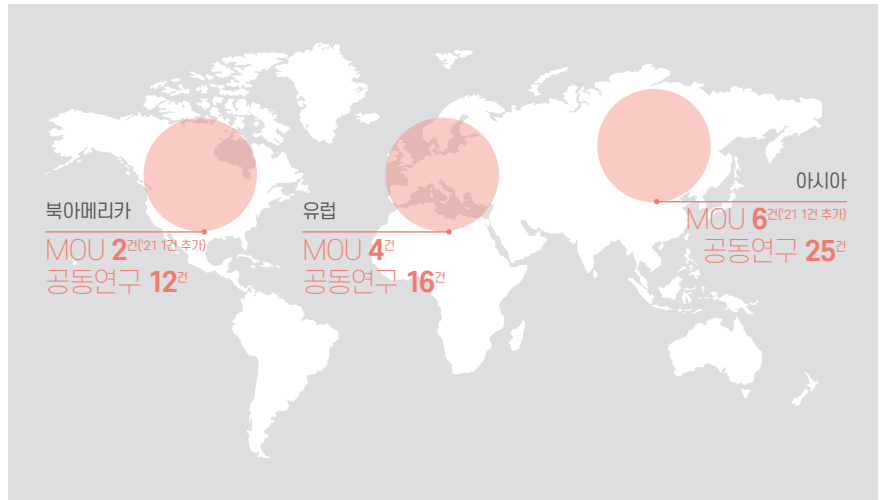 북아메리카
MOU 2건('21 1건 추가)
공동연구 12건
유럽
MOU 4건
공동연구 16건
아시아
MOU 6건('21 1건 추가)
공동연구 25건